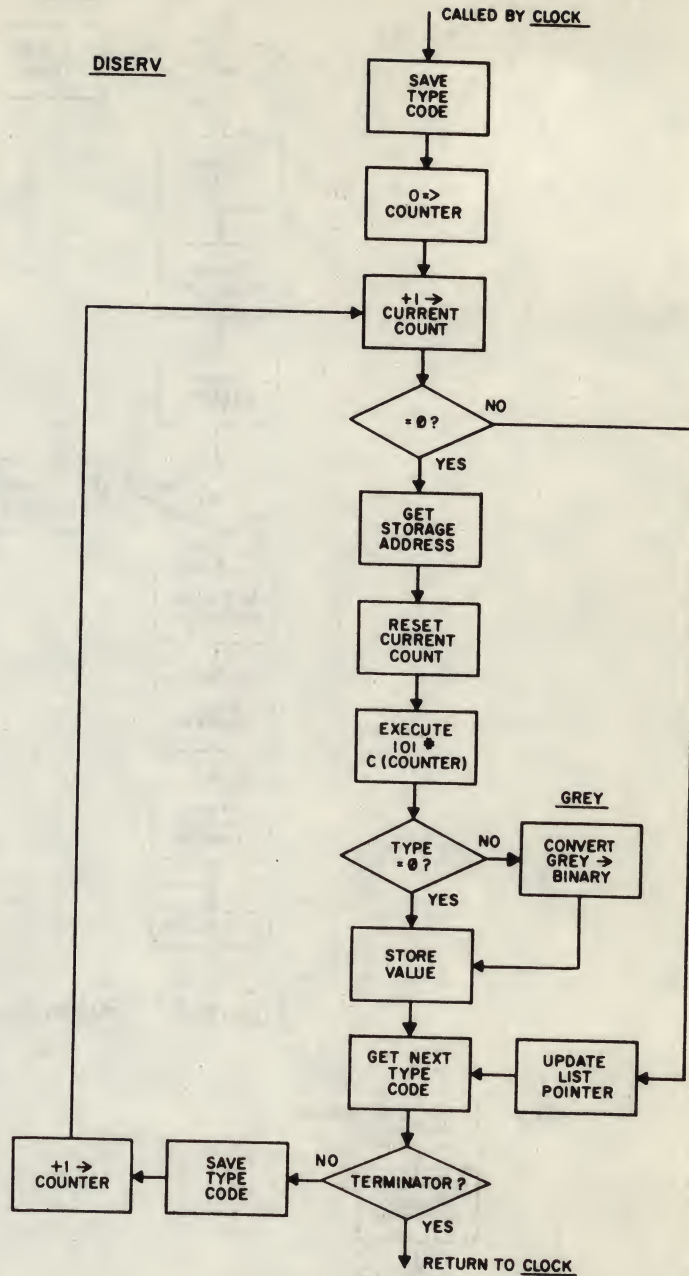 CALLED BY CLOCK
DISERV
SAVE
TYPE
CODE
0=>
COUNTER
+1 →
CURRENT
COUNT
=0?
NO
YES
GET
STORAGE
ADDRESS
RESET
CURRENT
COUNT
EXECUTE
101 *
C (COUNTER)
GREY
TYPE
=0?
NO
CONVERT
GREY →
BINARY
YES
STORE
VALUE
GET NEXT
TYPE
CODE
UPDATE
LIST
POINTER
+1 →
COUNTER
SAVE
TYPE
CODE
NO
TERMINATOR?
YES
RETURN TO CLOCK